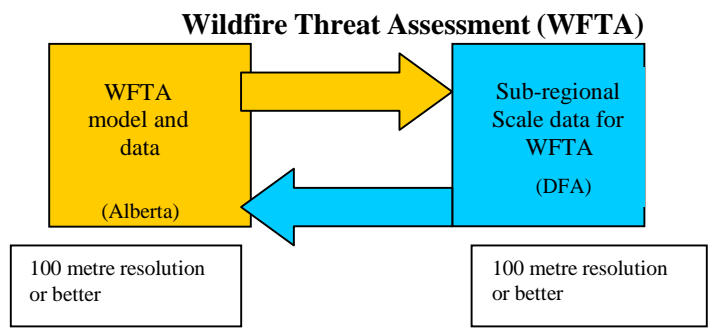 Wildfire Threat Assessment (WFTA)
WFTA
model and
data
(Alberta)
Sub-regional
Scale data for
WFTA
(DFA)
100 metre resolution
or better
100 metre resolution
or better